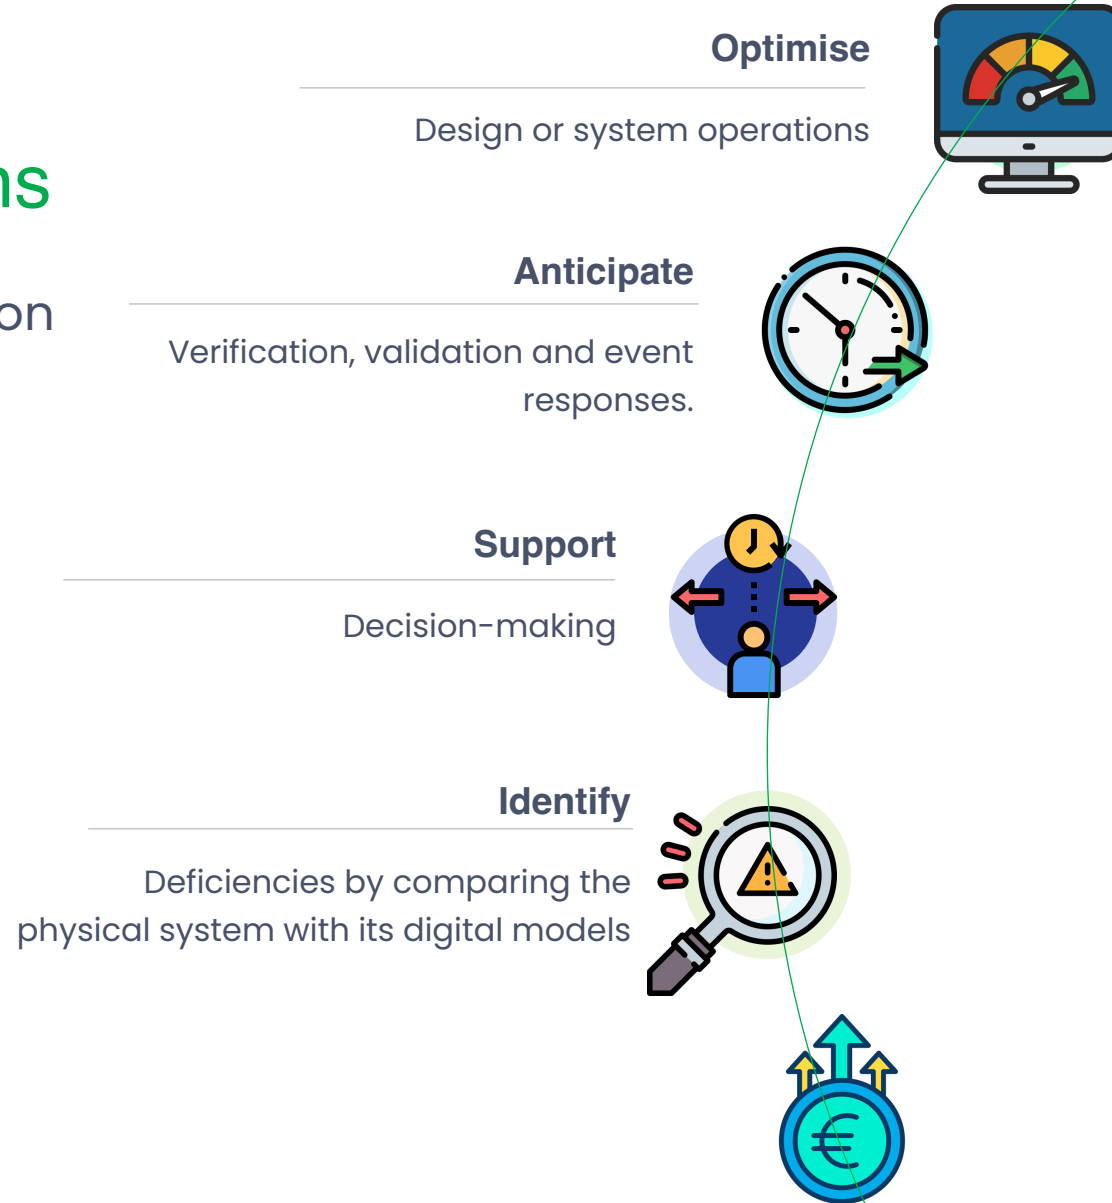 Optimise
Design or system operations
ns
Anticipate
on
Verification, validation and event
responses.
Support
Decision-making
Identify
Deficiencies by comparing the
physical system with its digital models
€